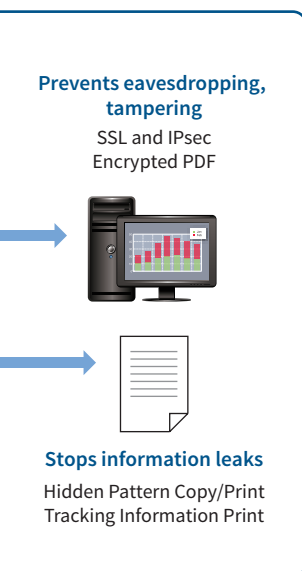 Prevents eavesdropping,
tampering
SSL and IPsec
Encrypted PDF
Stops information leaks
Hidden Pattern Copy/Print
Tracking Information Print